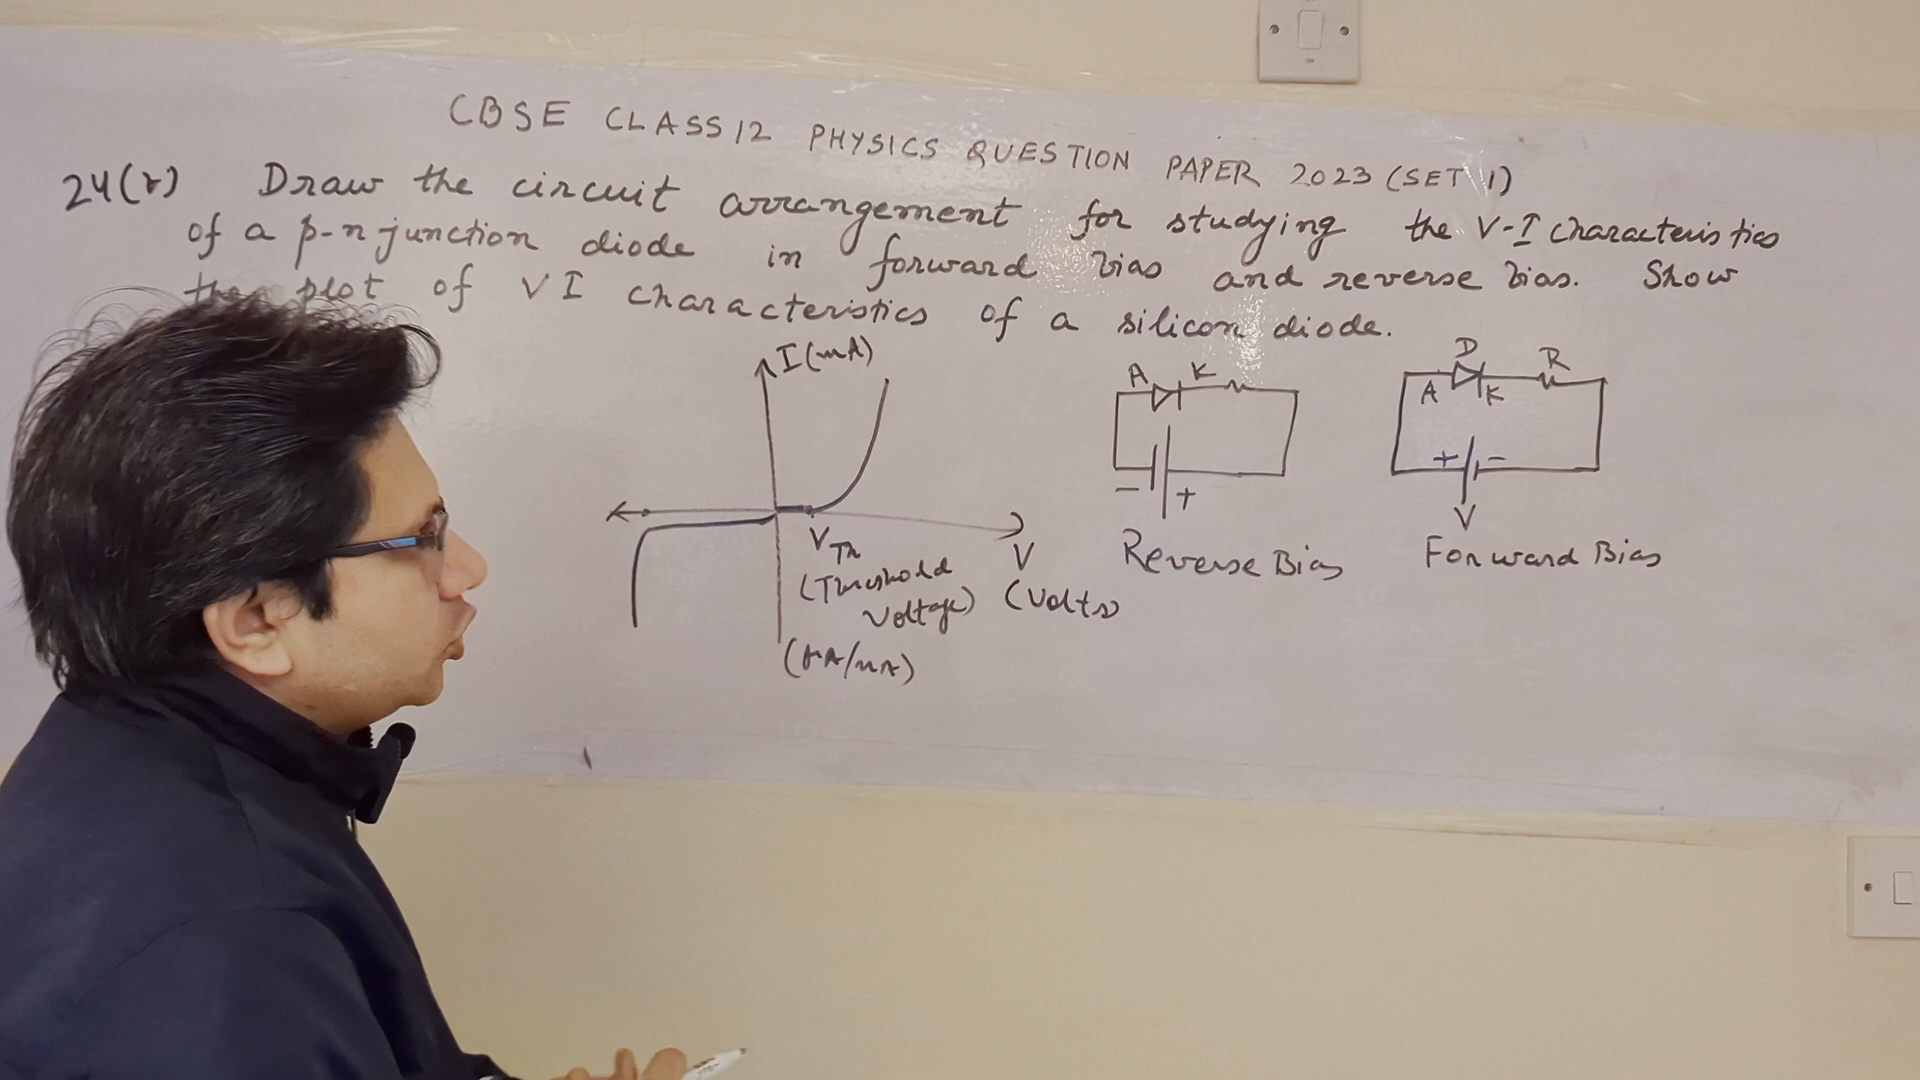 CBSE CLASS 12 PHYSICS QUESTION PAPER 2023 (SET 1)
24(r) Draw the circuit arrangement for studying the V-I characteristics
of a p-n junction diode in forward bias and reverse bias. Show
the plot of VI characteristics of a silicon diode.
I (mA)
V Th
(Threshold
Voltage)
V
(Volts)
A K
- +
Reverse Bias
D R
A K
+ -
V
Forward Bias